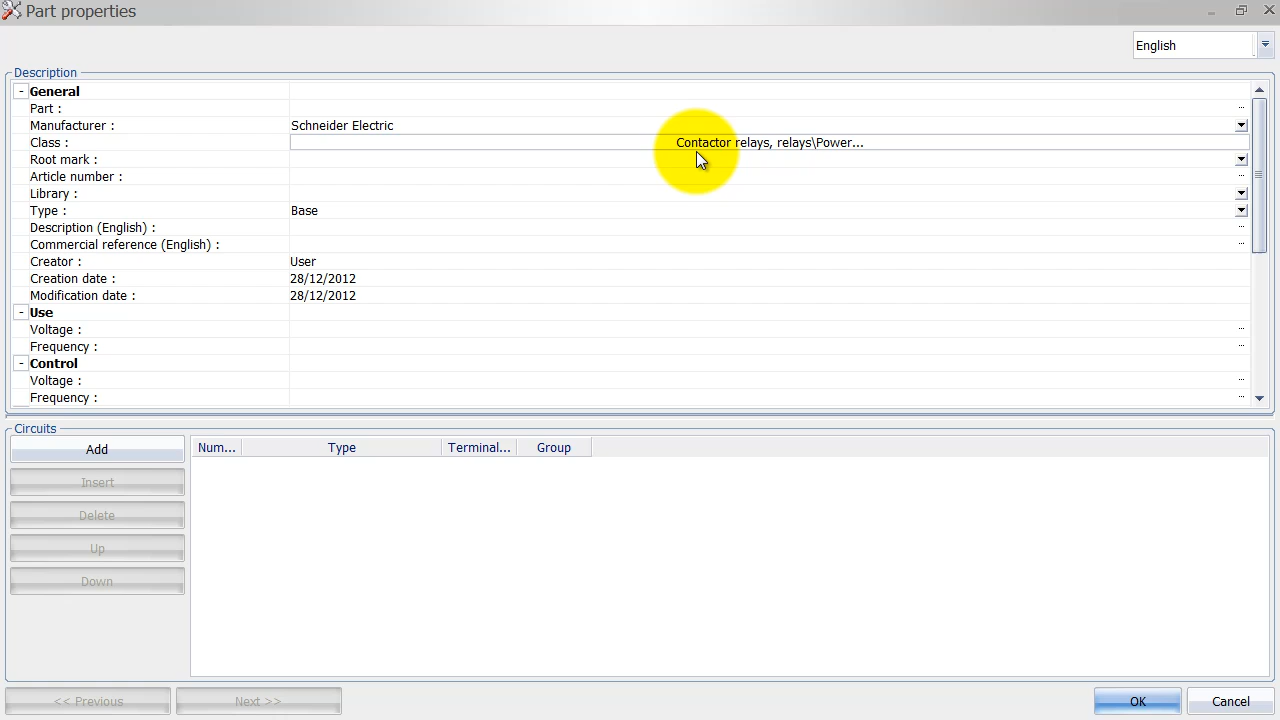 Part properties
English
Description
General
Part :
Manufacturer : Schneider Electric
Class : Contactor relays, relays\Power...
Root mark :
Article number :
Library :
Type : Base
Description (English) :
Commercial reference (English) :
Creator : User
Creation date : 28/12/2012
Modification date : 28/12/2012
Use
Voltage :
Frequency :
Control
Voltage :
Frequency :
Circuits
Add
Insert
Delete
Up
Down
Num... Type Terminal... Group
<< Previous Next >> OK Cancel